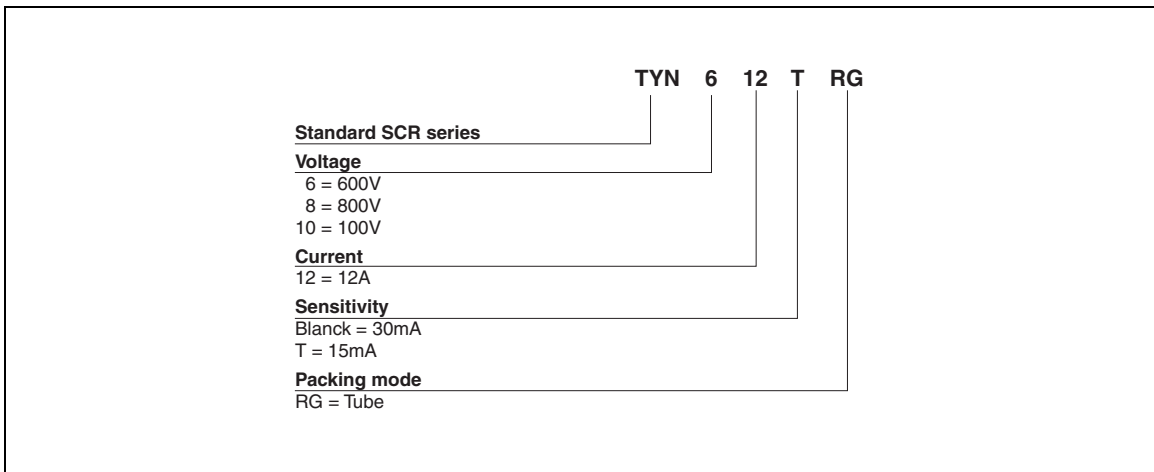 TYN 6 12 T RG
Standard SCR series
Voltage
6 = 600V
8 = 800V
10 = 100V
Current
12 = 12A
Sensitivity
Blanck = 30mA
T = 15mA
Packing mode
RG = Tube